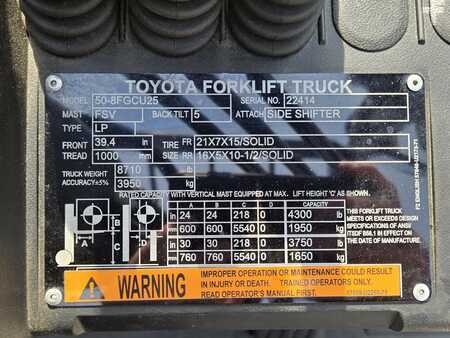 TOYOTA FORKLIFT TRUCK
MODEL 50-8FGCU25 SERIAL NO. 22414
MAST FSV BACK TILT 5 ATTACH SIDE SHIFTER
TYPE LP
FRONT 39.4 in TIRE FR 21X7X15/SOLID
TREAD 1000 mm SIZE RR 16X5X10-1/2/SOLID
TRUCK WEIGHT 8710 lb
ACCURACY±5% 3950 kg
RATED CAPACITY WITH VERTICAL MAST EQUIPPED AT MAX. LIFT HEIGHT 'C' IS AS SHOWN.
A B C D CAPACITY
in 24 24 218 0 4300 lb
mm 600 600 5540 0 1950 kg
in 30 30 218 0 3750 lb
mm 760 760 5540 0 1650 kg
A B C D
THIS FORKLIFT TRUCK
MEETS OR EXCEEDS DESIGN
SPECIFICATIONS OF ANSI/
ITSDF B56.1 IN EFFECT ON
THE DATE OF MANUFACTURE.
WARNING
IMPROPER OPERATION OR MAINTENANCE COULD RESULT
IN INJURY OR DEATH. TRAINED OPERATORS ONLY.
READ OPERATOR'S MANUAL FIRST.